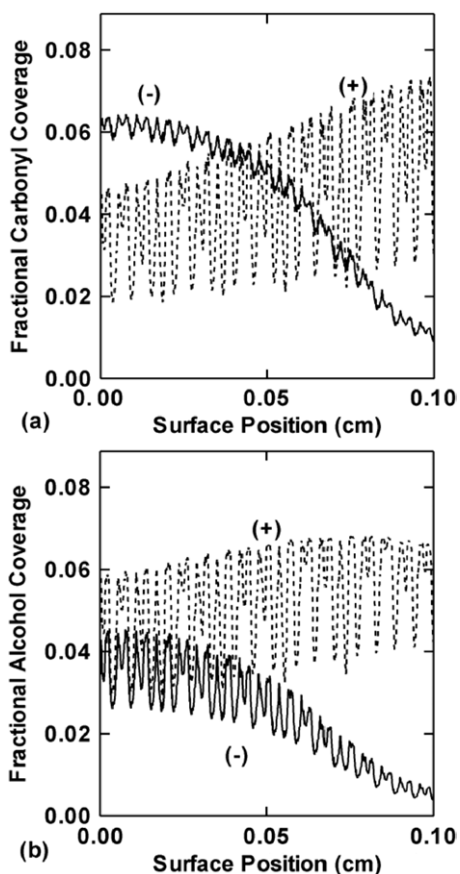 0.08
(-)
(+)
0.06
0.04
0.02
0.00
Fractional Carbonyl Coverage
0.00 0.05 0.10
(a) Surface Position (cm)
0.08
(+)
0.06
0.04
0.02
(-)
0.00
Fractional Alcohol Coverage
0.00 0.05 0.10
(b) Surface Position (cm)